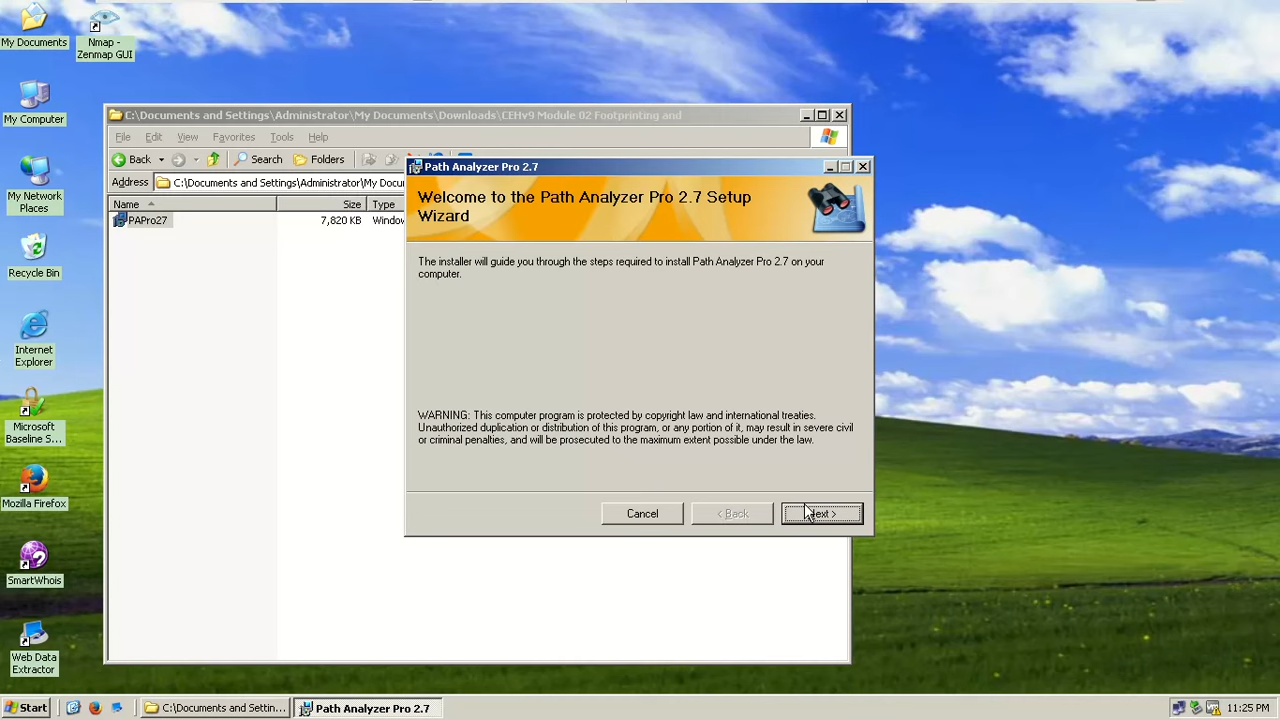 My Documents
Nmap -
Zenmap GUI
My Computer
My Network
Places
Recycle Bin
Internet
Explorer
Microsoft
Baseline S...
Mozilla Firefox
SmartWhois
Web Data
Extractor
C:\Documents and Settings\Administrator\My Documents\Downloads\CEHv9 Module 02 Footprinting and
File Edit View Favorites Tools Help
Back Search Folders
Address C:\Documents and Settings\Administrator\My Docu
Name Size Type
PAPro27 7,820 KB Windo
Path Analyzer Pro 2.7
Welcome to the Path Analyzer Pro 2.7 Setup
Wizard
The installer will guide you through the steps required to install Path Analyzer Pro 2.7 on your
computer.
WARNING: This computer program is protected by copyright law and international treaties.
Unauthorized duplication or distribution of this program, or any portion of it, may result in severe civil
or criminal penalties, and will be prosecuted to the maximum extent possible under the law.
Cancel < Back Next >
Start C:\Documents and Settin... Path Analyzer Pro 2.7 11:25 PM